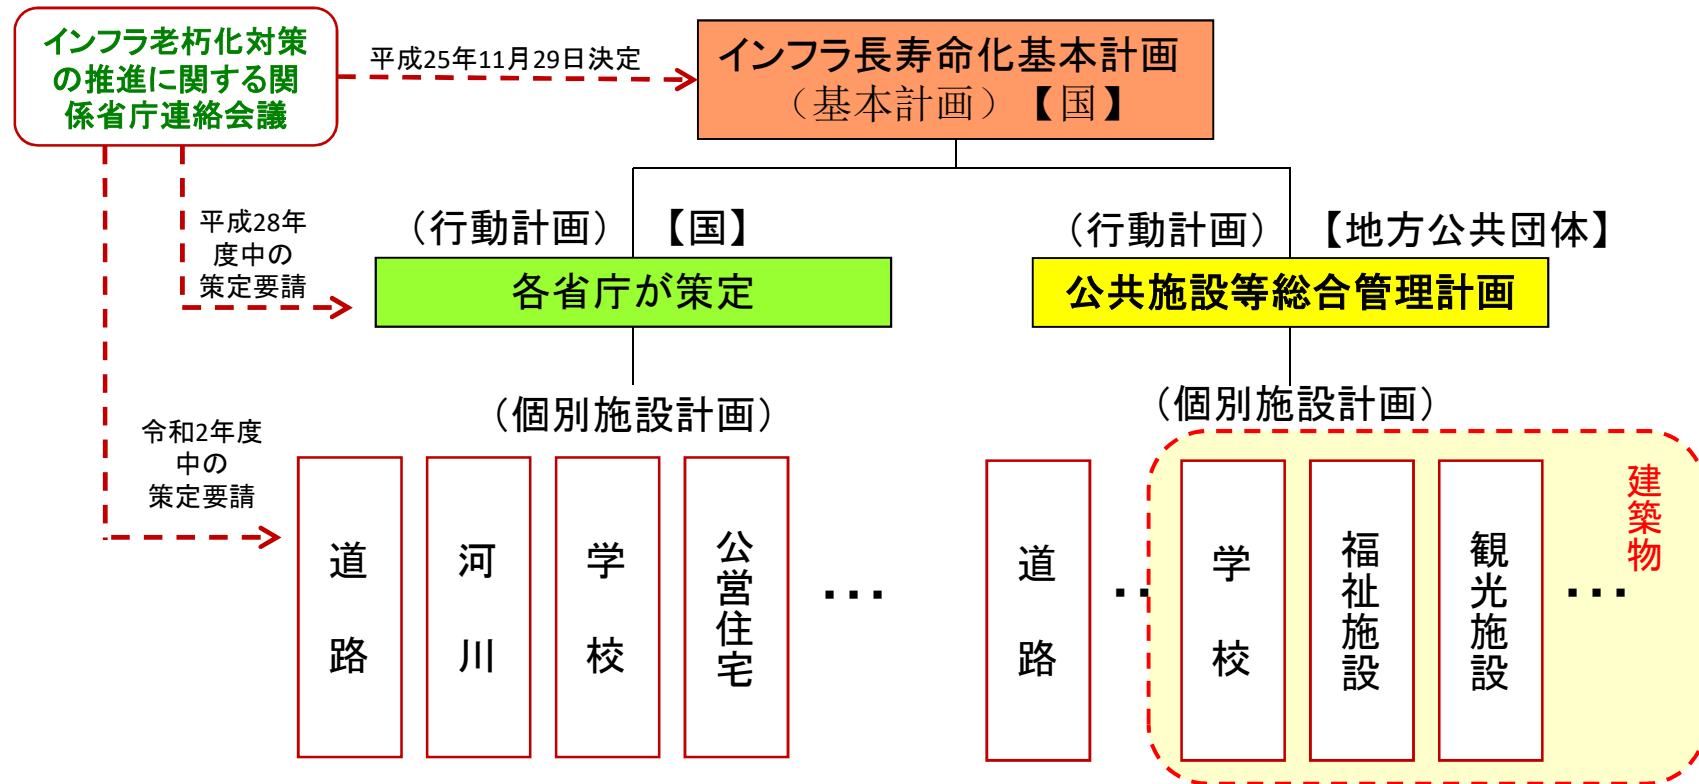 インフラ老朽化対策
の推進に関する関
係省庁連絡会議
平成25年11月29日決定
インフラ長寿命化基本計画
（基本計画）【国】
平成28年
度中の
策定要請
（行動計画）　【国】
各省庁が策定
（行動計画）　【地方公共団体】
公共施設等総合管理計画
令和2年度
中の
策定要請
（個別施設計画）
道路
河川
学校
公営住宅
･･･
（個別施設計画）
道路
･･
学校
福祉施設
観光施設
･･･
建築物